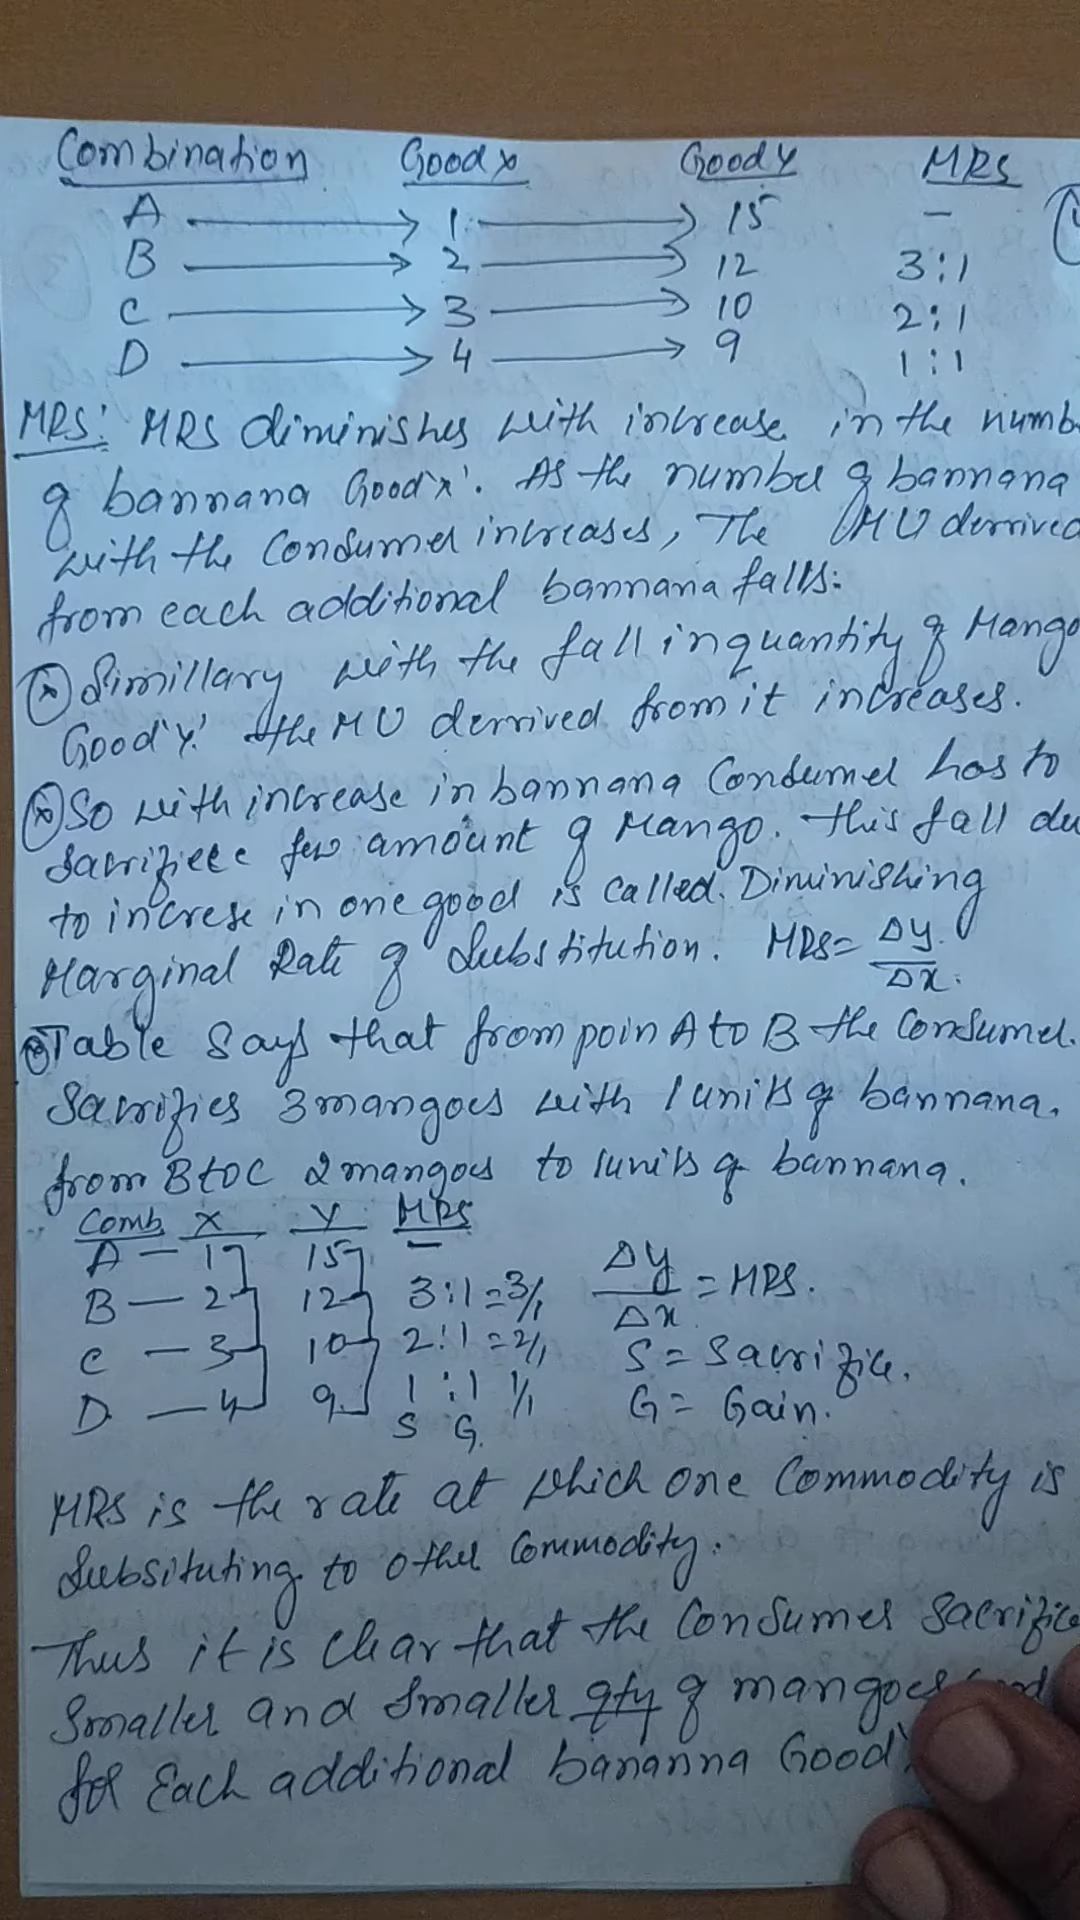 Combination Good x Good y MRS
A 1 15 –
B 2 12 3:1
C 3 10 2:1
D 4 9 1:1
MRS: MRS diminishes with increase in the numb
of bannana Good 'x'. As the number of bannana
with the Consumer increases, The MU derrived
from each additional bannana falls:
Simillary with the fall in quantity of Mango
Good 'y' the MU derrived from it increases.
So with increase in bannana Consumer has to
few amount of Mango. this fall du
to increse in one good is called. Diminishing
Marginal Rate of Substitution. MRS = Δy/Δx.
Table Says that from poin A to B the Consumer.
Sacrifies 3 mangoes with 1 units of bannana.
from B to C 2 mangoes to 1 units of bannana.
Comb X Y MRS
A — 1 15 –
B — 2 12 3:1 = 3/1 Δy/Δx = MRS.
C — 3 10 2:1 = 2/1 S = Sacrifice.
D — 4 9 1:1 1/1 G = Gain.
S G.
MRS is the rate at which one Commodity is
Subsituting to other Commodity.
Thus it is clear that the Consumer Sacrifice
Smaller and Smaller qty of mangoes
for Each additional bananna Good